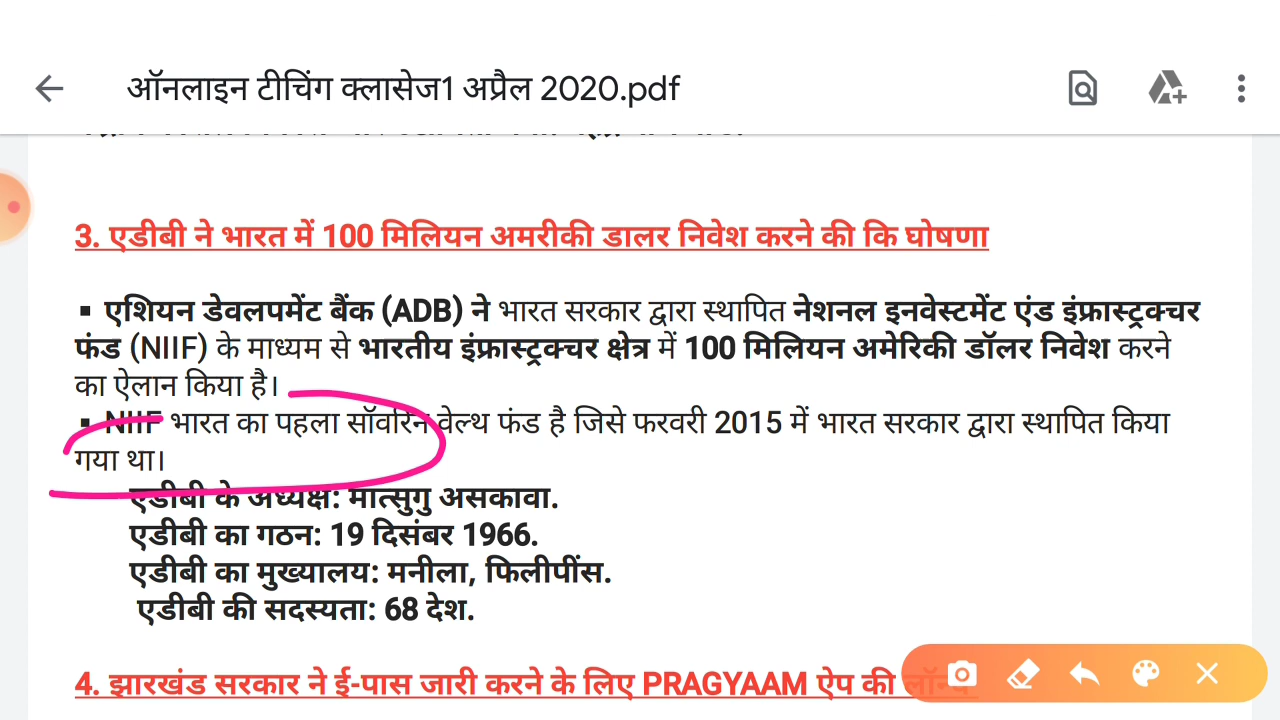 ऑनलाइन टीचिंग क्लासेज1 अप्रैल 2020.pdf
3. एडीबी ने भारत में 100 मिलियन अमरीकी डालर निवेश करने की कि घोषणा
▪ एशियन डेवलपमेंट बैंक (ADB) ने भारत सरकार द्वारा स्थापित नेशनल इनवेस्टमेंट एंड इंफ्रास्ट्रक्चर
फंड (NIIF) के माध्यम से भारतीय इंफ्रास्ट्रक्चर क्षेत्र में 100 मिलियन अमेरिकी डॉलर निवेश करने
का ऐलान किया है।
▪ NIIF भारत का पहला सॉवरिन वेल्थ फंड है जिसे फरवरी 2015 में भारत सरकार द्वारा स्थापित किया
गया था।
एडीबी के अध्यक्ष: मात्सुगु असकावा.
एडीबी का गठन: 19 दिसंबर 1966.
एडीबी का मुख्यालय: मनीला, फिलीपींस.
एडीबी की सदस्यता: 68 देश.
4. झारखंड सरकार ने ई-पास जारी करने के लिए PRAGYAAM ऐप की लॉन्च